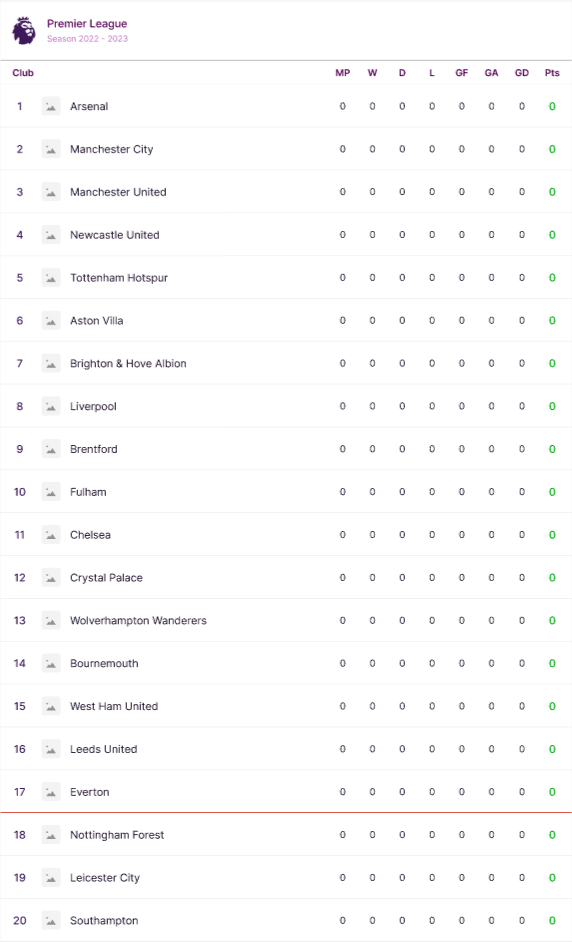 Premier League
Season 2022 - 2023
Club MP W D L GF GA GD Pts
1 Arsenal 0 0 0 0 0 0 0 0
2 Manchester City 0 0 0 0 0 0 0 0
3 Manchester United 0 0 0 0 0 0 0 0
4 Newcastle United 0 0 0 0 0 0 0 0
5 Tottenham Hotspur 0 0 0 0 0 0 0 0
6 Aston Villa 0 0 0 0 0 0 0 0
7 Brighton & Hove Albion 0 0 0 0 0 0 0 0
8 Liverpool 0 0 0 0 0 0 0 0
9 Brentford 0 0 0 0 0 0 0 0
10 Fulham 0 0 0 0 0 0 0 0
11 Chelsea 0 0 0 0 0 0 0 0
12 Crystal Palace 0 0 0 0 0 0 0 0
13 Wolverhampton Wanderers 0 0 0 0 0 0 0 0
14 Bournemouth 0 0 0 0 0 0 0 0
15 West Ham United 0 0 0 0 0 0 0 0
16 Leeds United 0 0 0 0 0 0 0 0
17 Everton 0 0 0 0 0 0 0 0
18 Nottingham Forest 0 0 0 0 0 0 0 0
19 Leicester City 0 0 0 0 0 0 0 0
20 Southampton 0 0 0 0 0 0 0 0